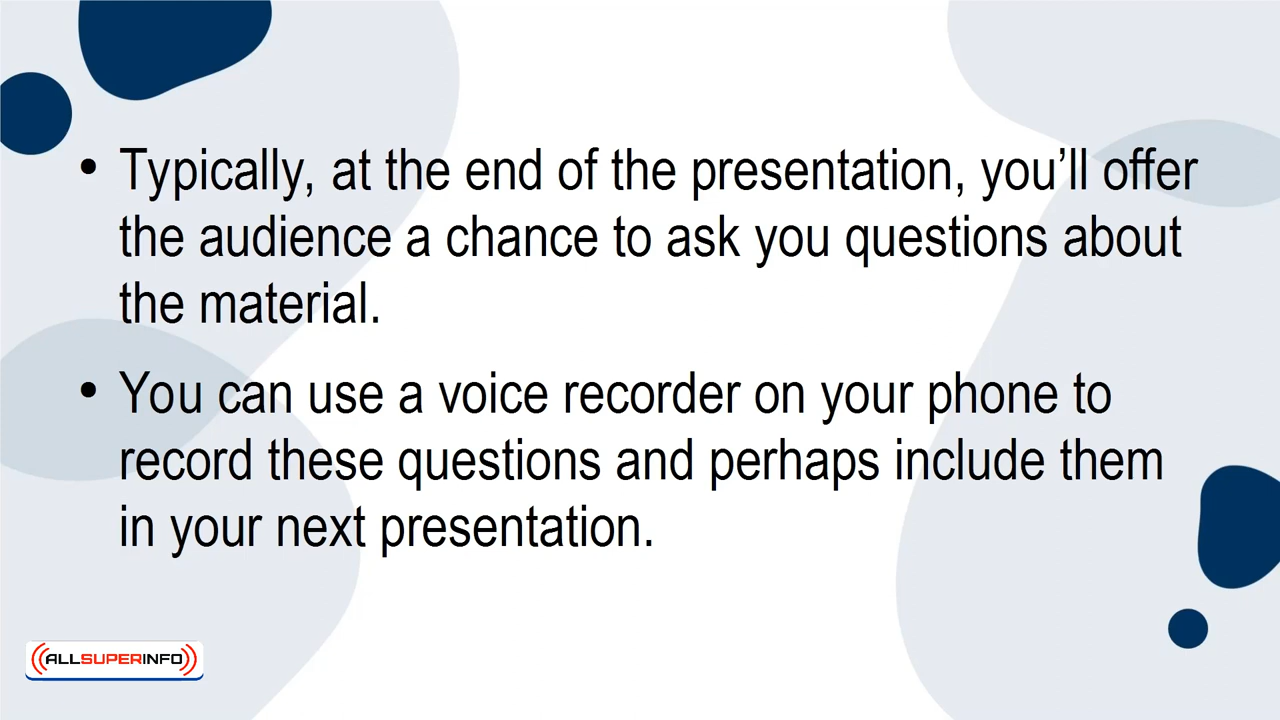 • Typically, at the end of the presentation, you’ll offer
the audience a chance to ask you questions about
the material.
• You can use a voice recorder on your phone to
record these questions and perhaps include them
in your next presentation.
ALLSUPERINFO